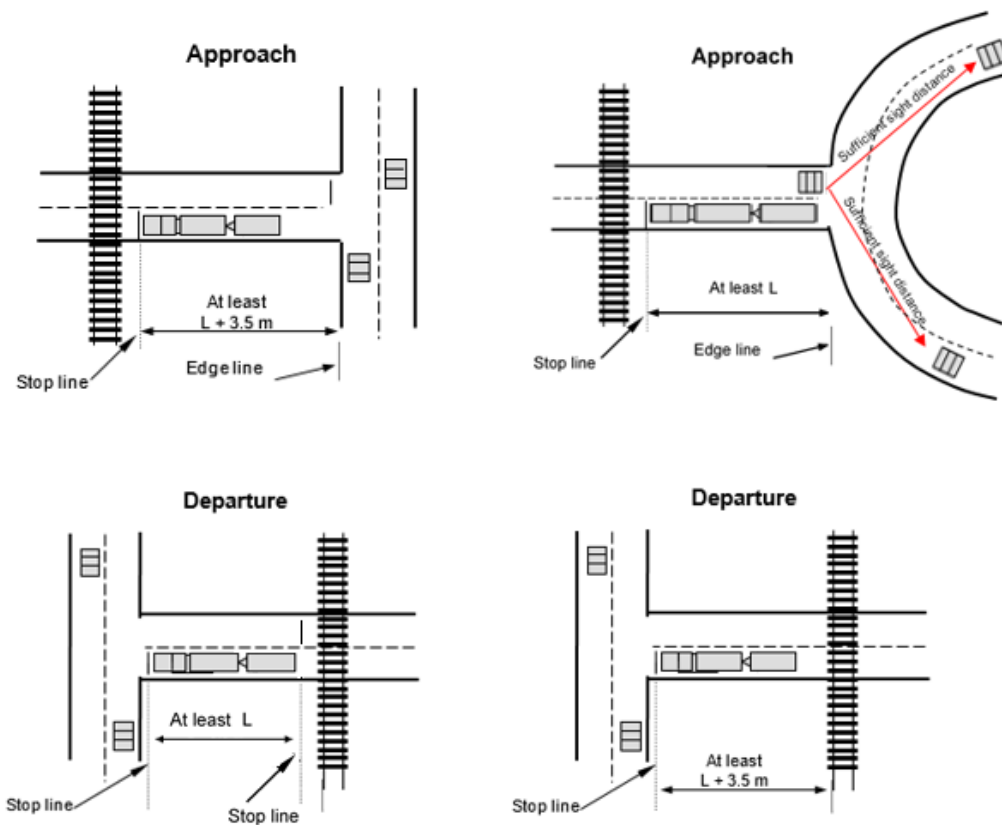 Approach
At least
L + 3.5 m
Stop line
Edge line
Approach
Sufficient sight distance
Sufficient sight distance
At least L
Stop line
Edge line
Departure
At least L
Stop line
Stop line
Departure
At least
L + 3.5 m
Stop line